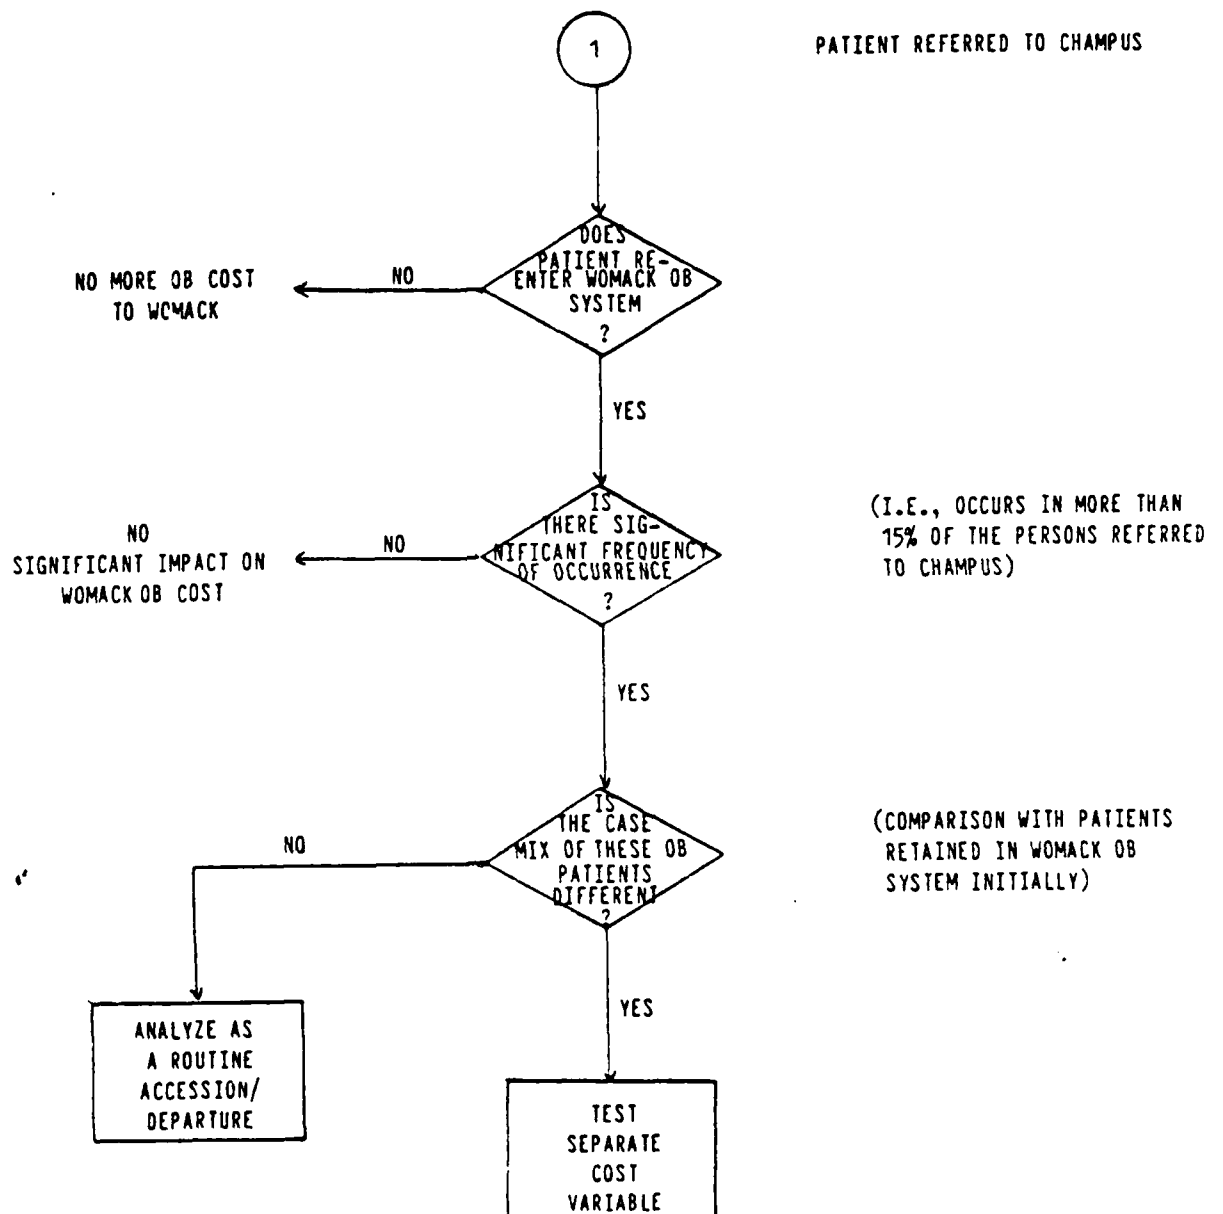 1
PATIENT REFERRED TO CHAMPUS
DOES
PATIENT RE-
ENTER WOMACK OB
SYSTEM
?
NO
NO MORE OB COST
TO WOMACK
YES
IS
THERE SIG-
NIFICANT FREQUENCY
OF OCCURRENCE
?
(I.E., OCCURS IN MORE THAN
15% OF THE PERSONS REFERRED
TO CHAMPUS)
NO
NO
SIGNIFICANT IMPACT ON
WOMACK OB COST
YES
IS
THE CASE
MIX OF THESE OB
PATIENTS
DIFFERENT
?
(COMPARISON WITH PATIENTS
RETAINED IN WOMACK OB
SYSTEM INITIALLY)
NO
YES
ANALYZE AS
A ROUTINE
ACCESSION/
DEPARTURE
TEST
SEPARATE
COST
VARIABLE